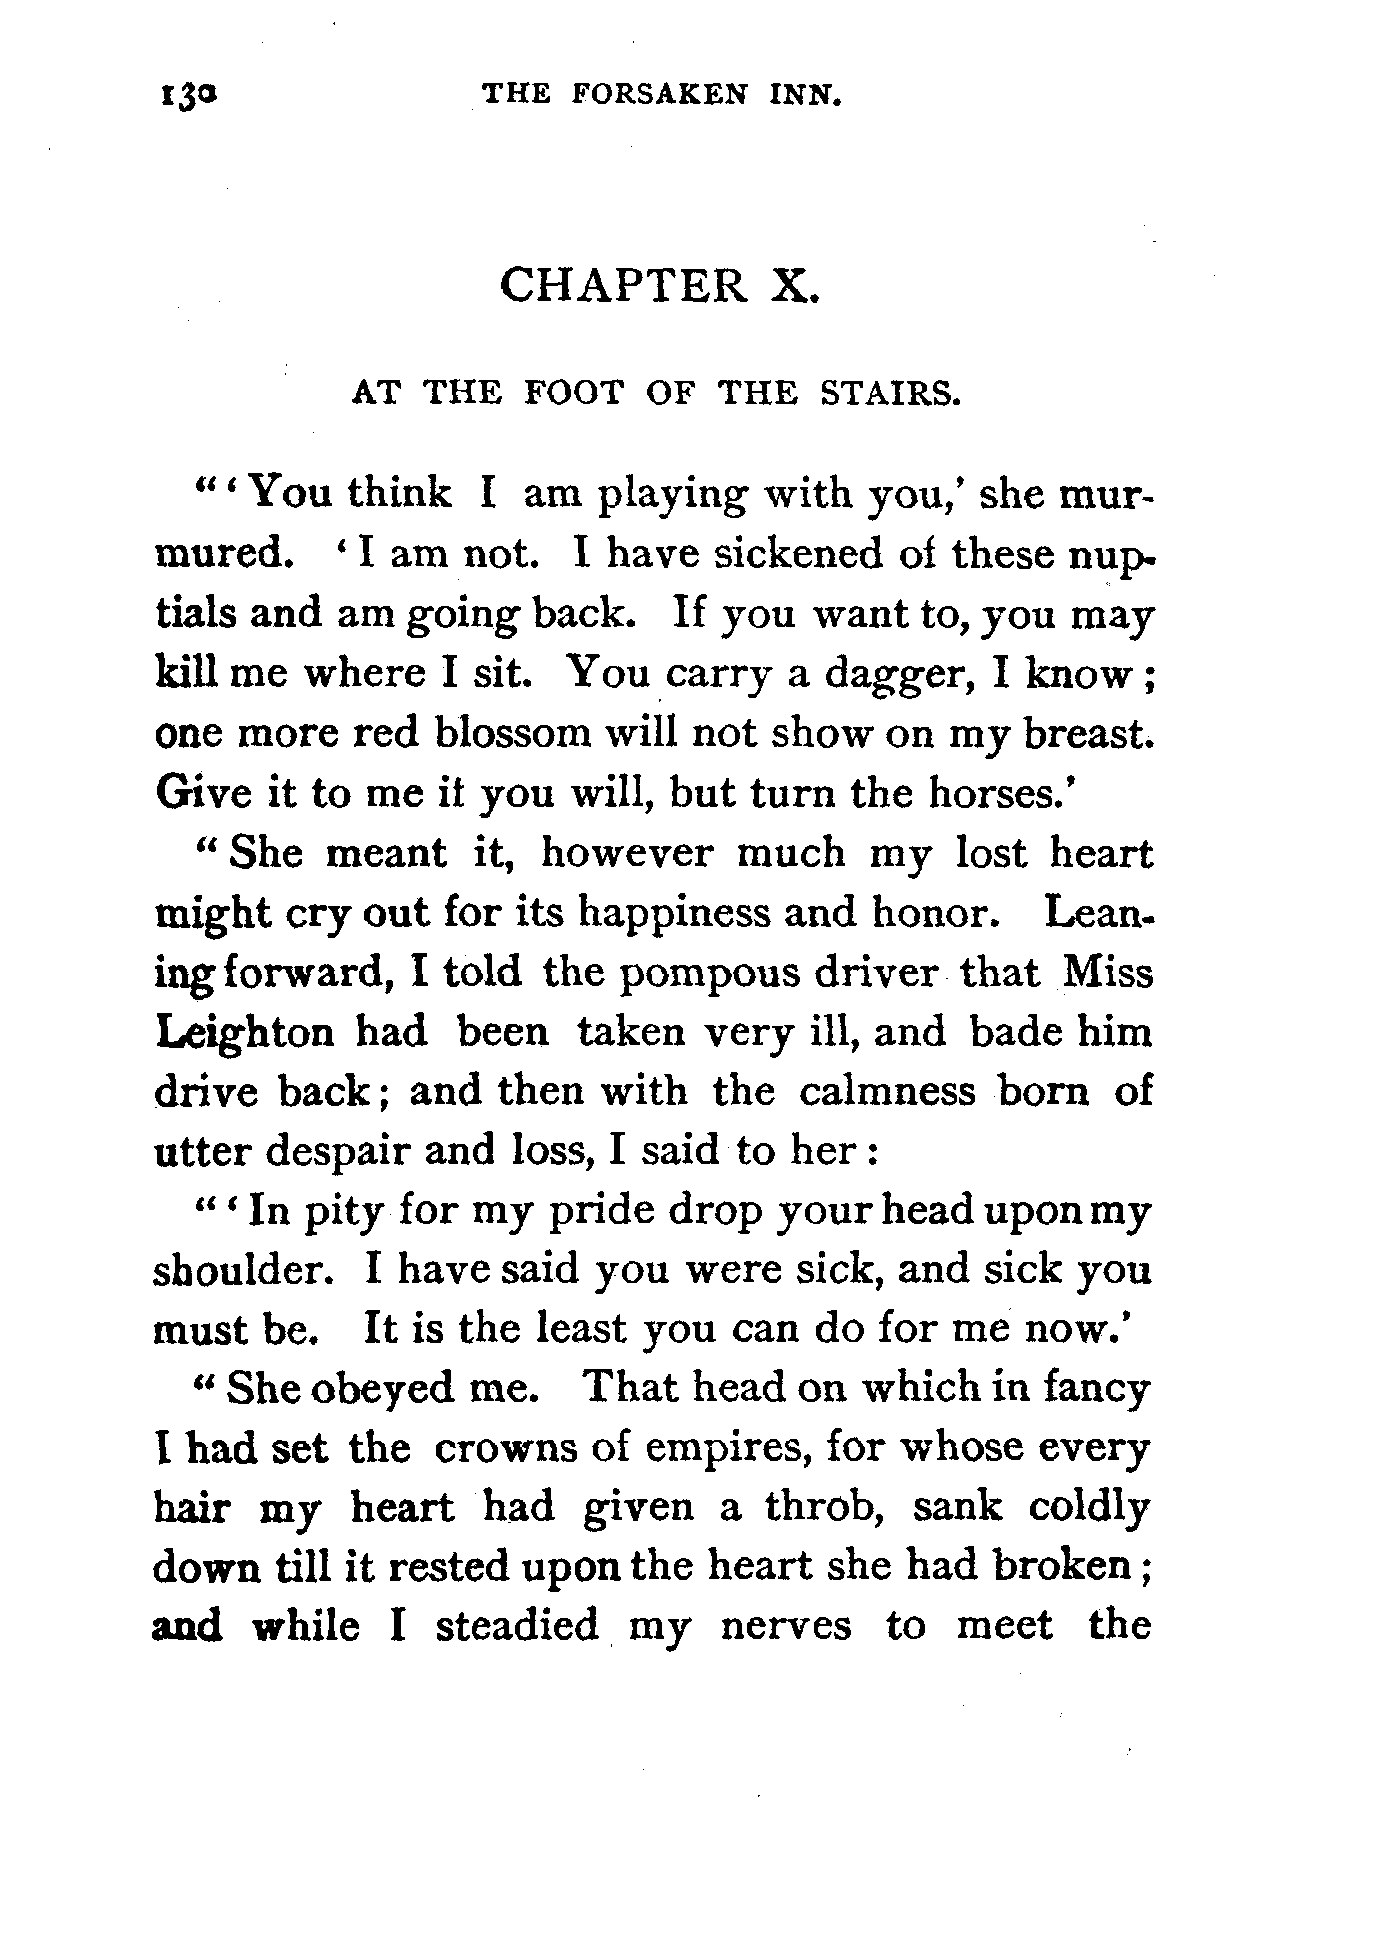 130 THE FORSAKEN INN.
CHAPTER X.
AT THE FOOT OF THE STAIRS.
“‘You think I am playing with you,’ she mur-
mured. ‘I am not. I have sickened of these nup-
tials and am going back. If you want to, you may
kill me where I sit. You carry a dagger, I know;
one more red blossom will not show on my breast.
Give it to me if you will, but turn the horses.’
“She meant it, however much my lost heart
might cry out for its happiness and honor. Lean-
ing forward, I told the pompous driver that Miss
Leighton had been taken very ill, and bade him
drive back; and then with the calmness born of
utter despair and loss, I said to her:
“‘In pity for my pride drop your head upon my
shoulder. I have said you were sick, and sick you
must be. It is the least you can do for me now.’
“She obeyed me. That head on which in fancy
I had set the crowns of empires, for whose every
hair my heart had given a throb, sank coldly
down till it rested upon the heart she had broken;
and while I steadied my nerves to meet the